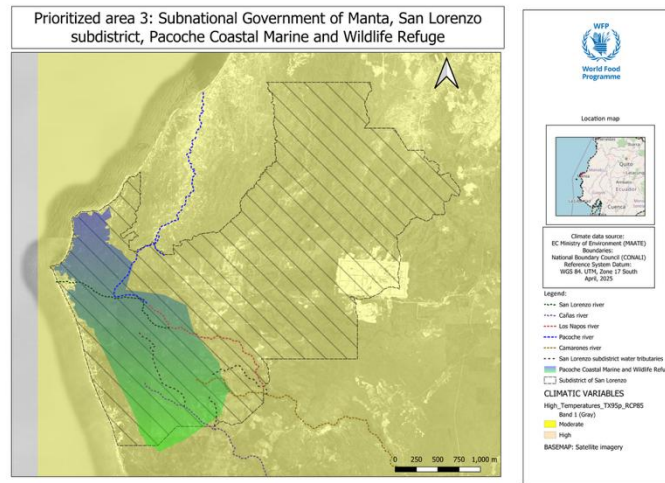 Prioritized area 3: Subnational Government of Manta, San Lorenzo
subdistrict, Pacoche Coastal Marine and Wildlife Refuge
WFP
World Food
Programme
Location map
Quito
Ecuador
Cuenca
Climate data source:
EC Ministry of Environment (MAATE)
Boundaries:
National Boundary Council (CONALI)
Reference System Datum:
WGS 84. UTM, Zone 17 South
April, 2025
Legend:
San Lorenzo river
Cañas river
Los Napos river
Pacoche river
Camarones river
San Lorenzo subdistrict water tributaries
Pacoche Coastal Marine and Wildlife Refu
Subdistrict of San Lorenzo
CLIMATIC VARIABLES
High_Temperatures_TX95p_RCP85
Band 1 (Gray)
Moderate
High
BASEMAP: Satellite imagery
0 250 500 750 1,000 m